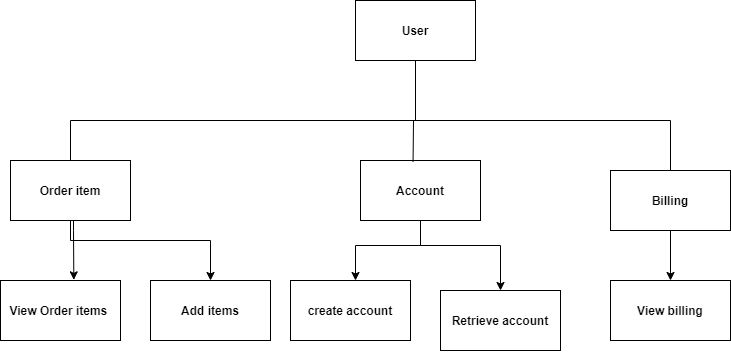 User
Order item
Account
Billing
View Order items
Add items
create account
Retrieve account
View billing